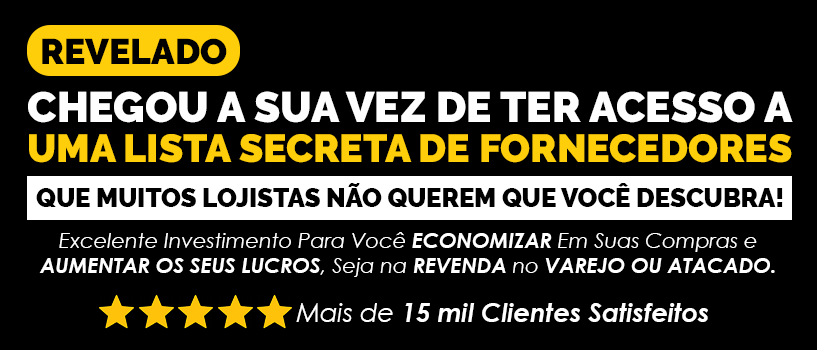 REVELADO
CHEGOU A SUA VEZ DE TER ACESSO A
UMA LISTA SECRETA DE FORNECEDORES
QUE MUITOS LOJISTAS NÃO QUEREM QUE VOCÊ DESCUBRA!
Excelente Investimento Para Você ECONOMIZAR Em Suas Compras e
AUMENTAR OS SEUS LUCROS, Seja na REVENDA no VAREJO OU ATACADO.
Mais de 15 mil Clientes Satisfeitos